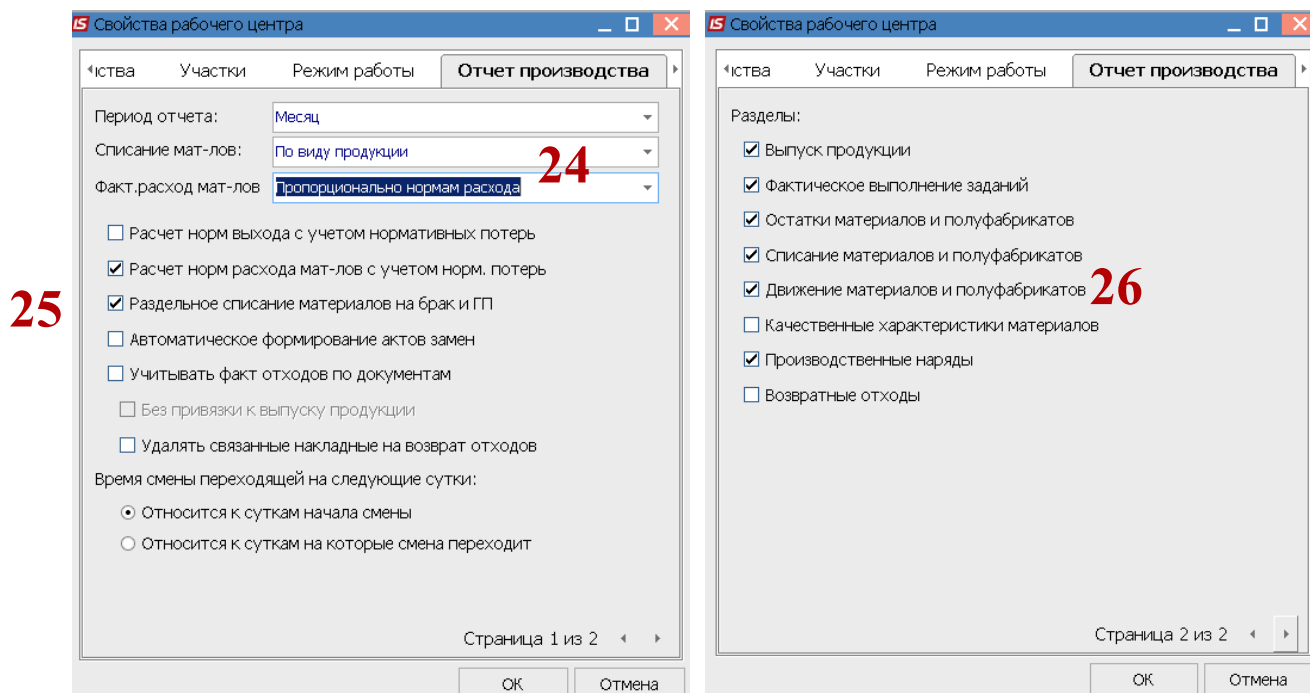 Свойства рабочего центра
ства Участки Режим работы Отчет производства
Период отчета: Месяц
Списание мат-лов: По виду продукции
24
Факт.расход мат-лов Пропорционально нормам расхода
Расчет норм выхода с учетом нормативных потерь
Расчет норм расхода мат-лов с учетом норм. потерь
25
Раздельное списание материалов на брак и ГП
Автоматическое формирование актов замен
Учитывать факт отходов по документам
Без привязки к выпуску продукции
Удалять связанные накладные на возврат отходов
Время смены переходящей на следующие сутки:
Относится к суткам начала смены
Относится к суткам на которые смена переходит
Страница 1 из 2
ОК Отмена
Свойства рабочего центра
ства Участки Режим работы Отчет производства
Разделы:
Выпуск продукции
Фактическое выполнение заданий
Остатки материалов и полуфабрикатов
Списание материалов и полуфабрикатов
Движение материалов и полуфабрикатов
26
Качественные характеристики материалов
Производственные наряды
Возвратные отходы
Страница 2 из 2
ОК Отмена